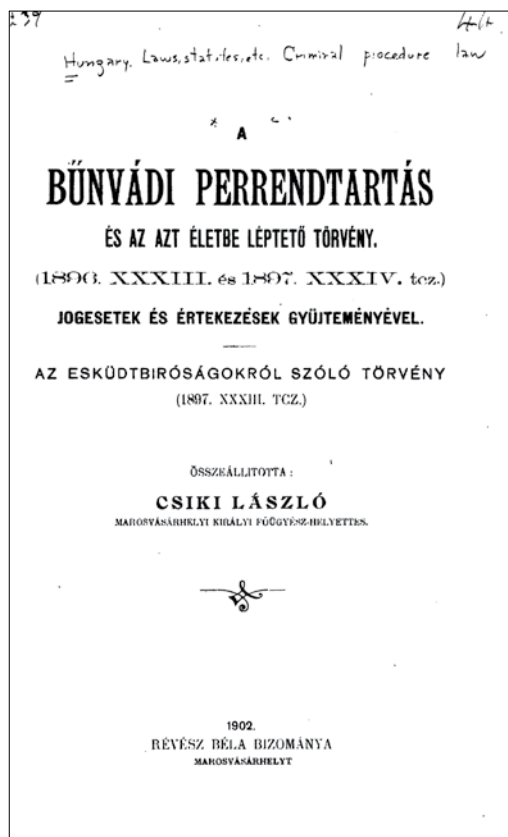 239
Hungary. Laws, statutes, etc. Criminal procedure law
A
BŰNVÁDI PERRENDTARTÁS
ÉS AZ AZT ÉLETBE LÉPTETŐ TÖRVÉNY.
(1896. XXXIII. és 1897. XXXIV. tcz.)
JOGESETEK ÉS ÉRTEKEZÉSEK GYÜJTEMÉNYÉVEL.
AZ ESKÜDTBIRÓSÁGOKRÓL SZÓLÓ TÖRVÉNY
(1897. XXXIII. TCZ.)
ÖSSZEÁLLITOTTA:
CSIKI LÁSZLÓ
MAROSVÁSÁRHELYI KIRÁLYI FŐÜGYÉSZ-HELYETTES.
1902.
RÉVÉSZ BÉLA BIZOMÁNYA
MAROSVÁSÁRHELYT